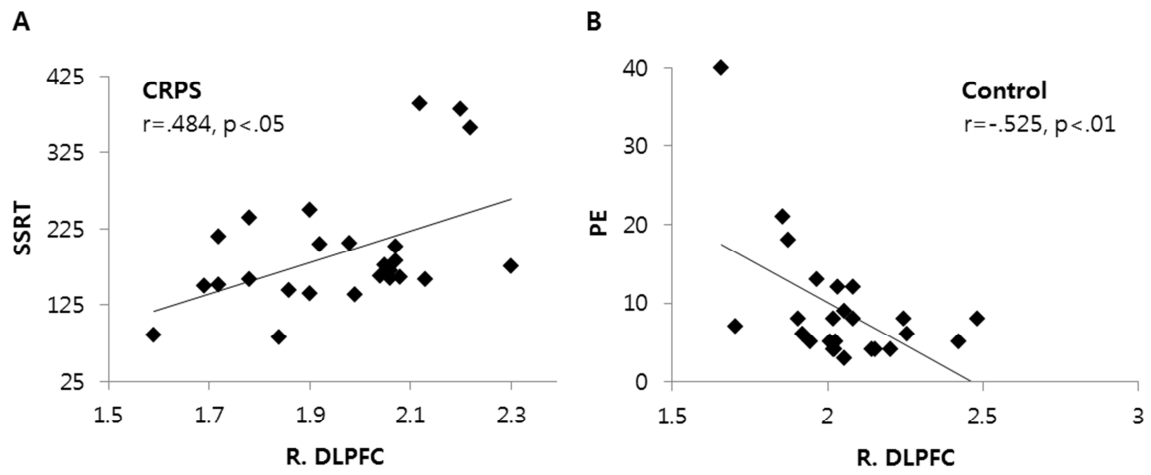 A
CRPS
r=.484, p<.05
SSRT
425
325
225
125
25
1.5 1.7 1.9 2.1 2.3
R. DLPFC
B
Control
r=-.525, p<.01
PE
40
30
20
10
0
1.5 2 2.5 3
R. DLPFC